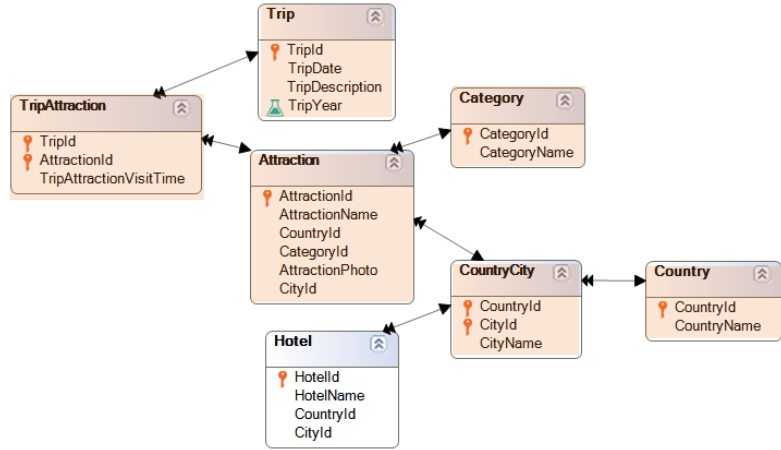 Trip
TripId
TripDate
TripDescription
TripYear
TripAttraction
TripId
AttractionId
TripAttractionVisitTime
Category
CategoryId
CategoryName
Attraction
AttractionId
AttractionName
CountryId
CategoryId
AttractionPhoto
CityId
CountryCity
CountryId
CityId
CityName
Country
CountryId
CountryName
Hotel
HotelId
HotelName
CountryId
CityId